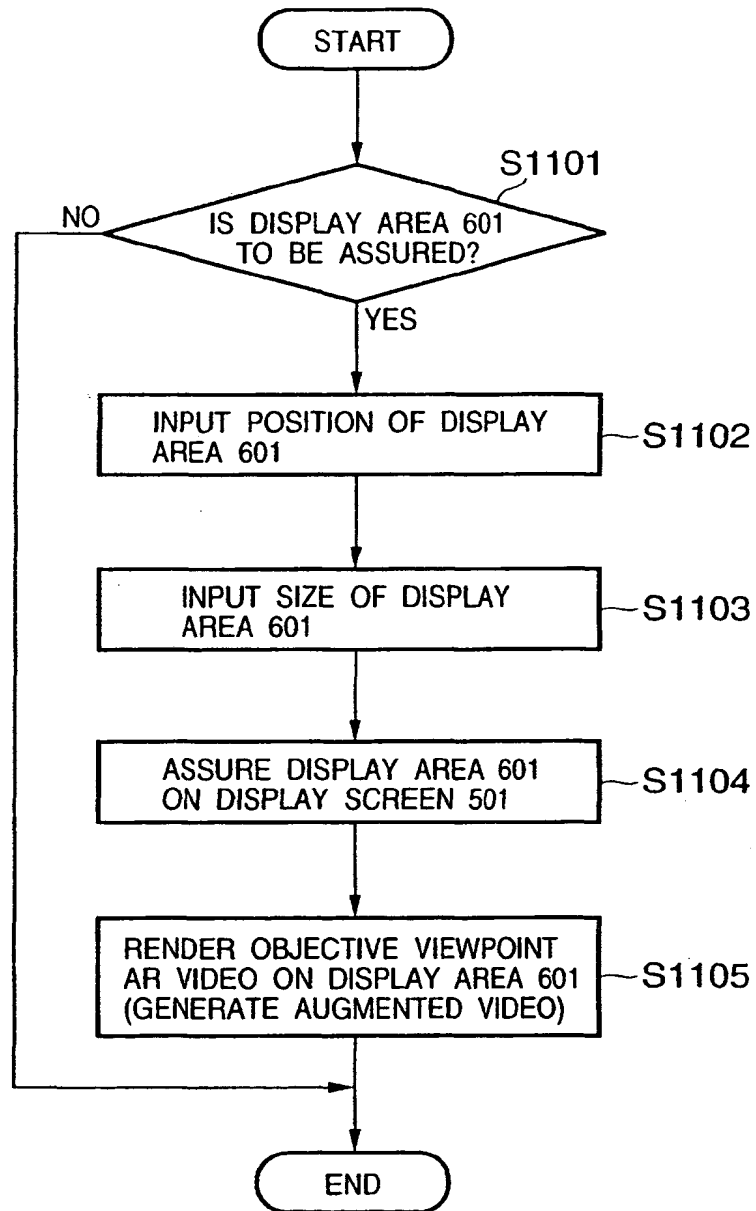 START
S1101
NO
IS DISPLAY AREA 601
TO BE ASSURED?
YES
INPUT POSITION OF DISPLAY
AREA 601
S1102
INPUT SIZE OF DISPLAY
AREA 601
S1103
ASSURE DISPLAY AREA 601
ON DISPLAY SCREEN 501
S1104
RENDER OBJECTIVE VIEWPOINT
AR VIDEO ON DISPLAY AREA 601
(GENERATE AUGMENTED VIDEO)
S1105
END